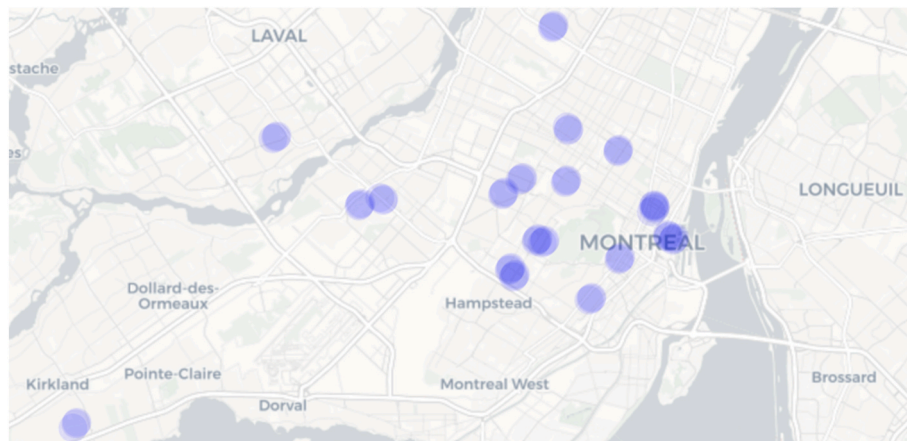 LAVAL
stache
es
LONGUEUIL
MONTREAL
Dollard-des-
Ormeaux
Hampstead
Pointe-Claire
Kirkland
Montreal West
Brossard
Dorval